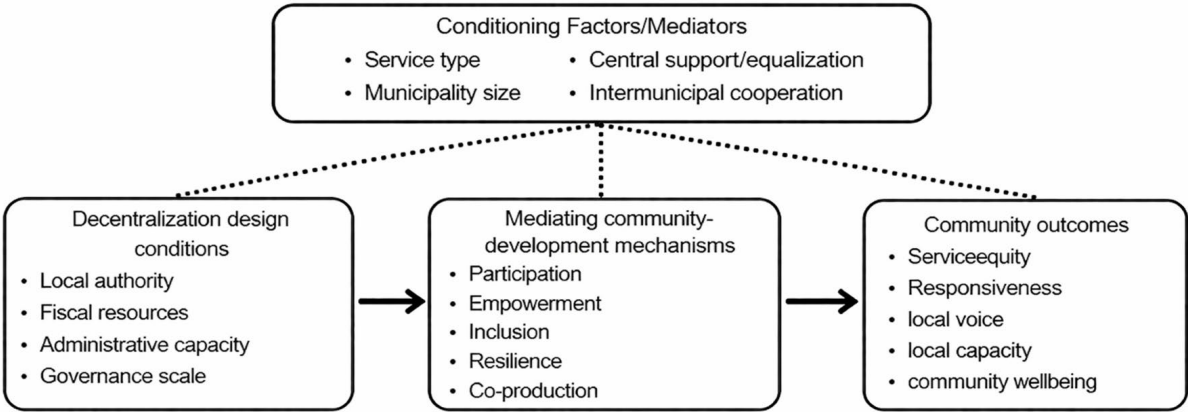 Conditioning Factors/Mediators
• Service type
• Central support/equalization
• Municipality size
• Intermunicipal cooperation
Decentralization design
conditions
• Local authority
• Fiscal resources
• Administrative capacity
• Governance scale
Mediating community-
development mechanisms
• Participation
• Empowerment
• Inclusion
• Resilience
• Co-production
Community outcomes
• Serviceequity
• Responsiveness
• local voice
• local capacity
• community wellbeing